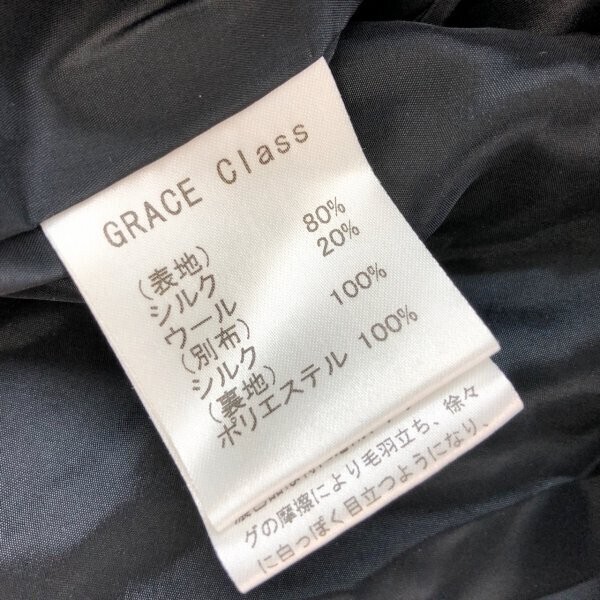 GRACE Class
(表地)
シルク 80%
ウール 20%
(別布)
シルク 100%
(裏地)
ポリエステル 100%
グの摩擦により毛羽立ち、徐々
に白っぽく目立つようになり、